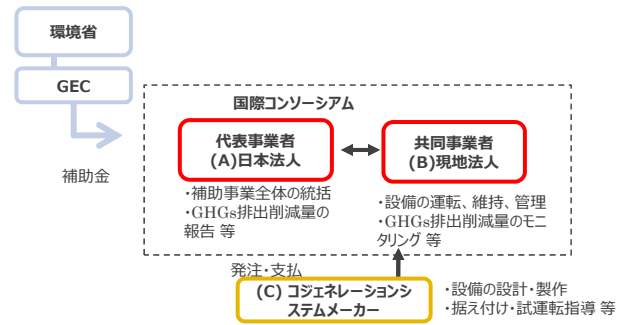 環境省
GEC
補助金
国際コンソーシアム
代表事業者
(A)日本法人
共同事業者
(B)現地法人
・補助事業全体の統括
・GHGs排出削減量の
報告 等
・設備の運転、維持、管理
・GHGs排出削減量のモニ
タリング 等
発注・支払
(C) コジェネレーションシ
ステムメーカー
・設備の設計・製作
・据え付け・試運転指導 等